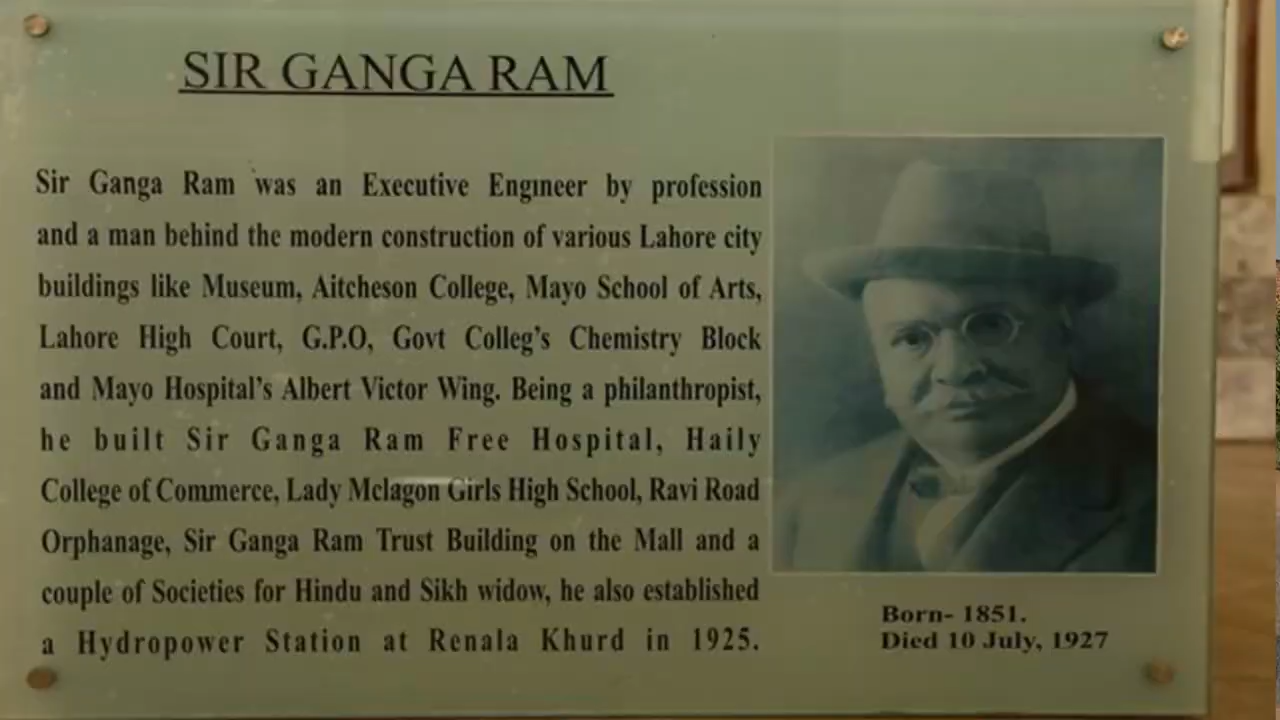 SIR GANGA RAM
Sir Ganga Ram was an Executive Engineer by profession
and a man behind the modern construction of various Lahore city
buildings like Museum, Aitcheson College, Mayo School of Arts,
Lahore High Court, G.P.O, Govt Colleg's Chemistry Block
and Mayo Hospital's Albert Victor Wing. Being a philanthropist,
he built Sir Ganga Ram Free Hospital, Haily
College of Commerce, Lady Mclagon Girls High School, Ravi Road
Orphanage, Sir Ganga Ram Trust Building on the Mall and a
couple of Societies for Hindu and Sikh widow, he also established
a Hydropower Station at Renala Khurd in 1925.
Born- 1851.
Died 10 July, 1927